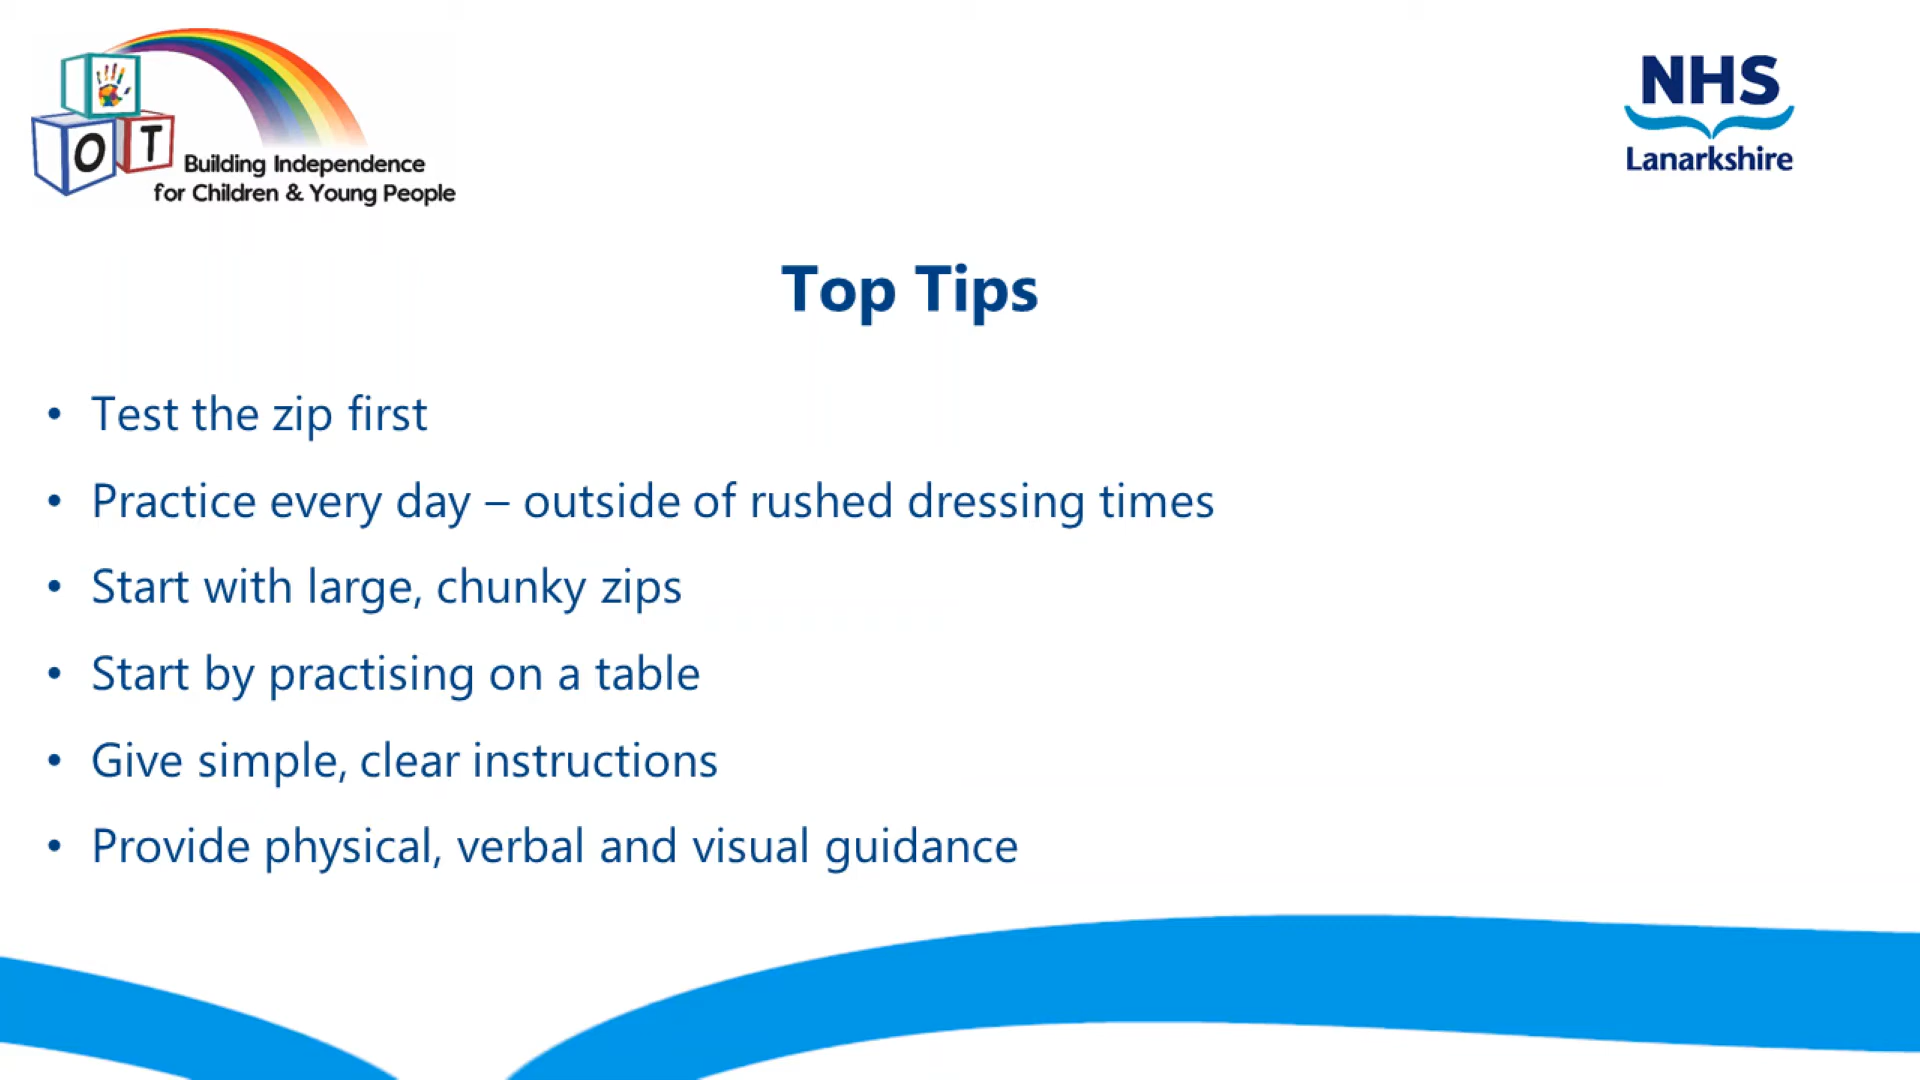 O T
Building Independence
for Children & Young People
NHS
Lanarkshire
Top Tips
• Test the zip first
• Practice every day – outside of rushed dressing times
• Start with large, chunky zips
• Start by practising on a table
• Give simple, clear instructions
• Provide physical, verbal and visual guidance